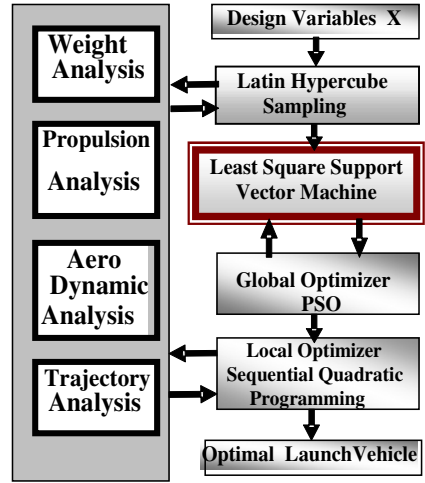 Weight
Analysis
Propulsion
Analysis
Aero
Dynamic
Analysis
Trajectory
Analysis
Design Variables X
Latin Hypercube
Sampling
Least Square Support
Vector Machine
Global Optimizer
PSO
Local Optimizer
Sequential Quadratic
Programming
Optimal LaunchVehicle